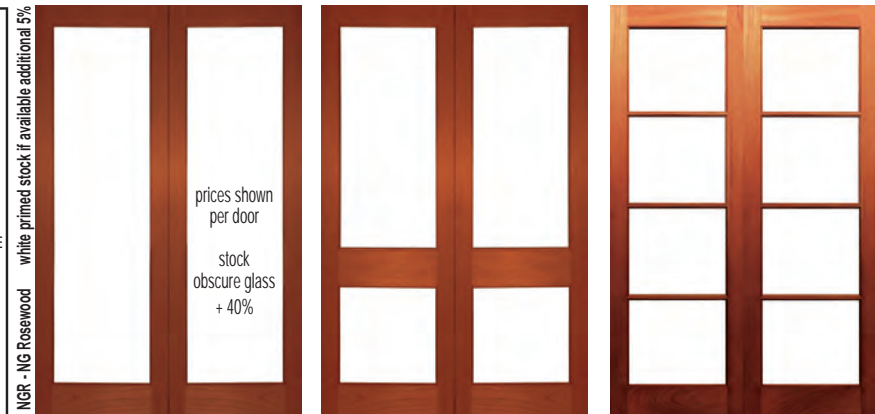 NGR - NG Rosewood white primed stock if available additional 5%
prices shown
per door
stock
obscure glass
+ 40%